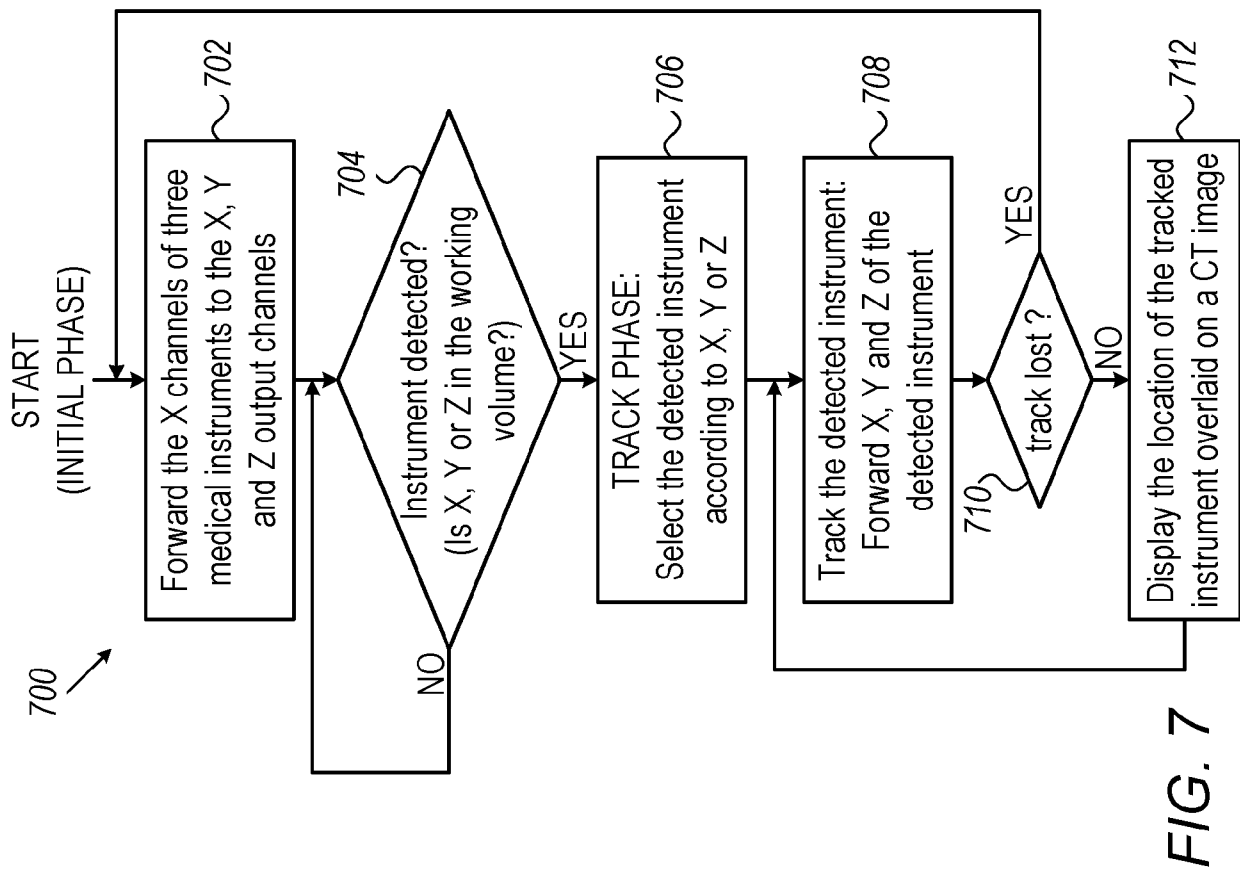 START
(INITIAL PHASE)
700
702
Forward the X channels of three
medical instruments to the X, Y
and Z output channels
704
Instrument detected?
(Is X, Y or Z in the working
volume?)
NO
YES
706
TRACK PHASE:
Select the detected instrument
according to X, Y or Z
708
Track the detected instrument:
Forward X, Y and Z of the
detected instrument
710
track lost ?
YES
NO
712
Display the location of the tracked
instrument overlaid on a CT image
FIG. 7